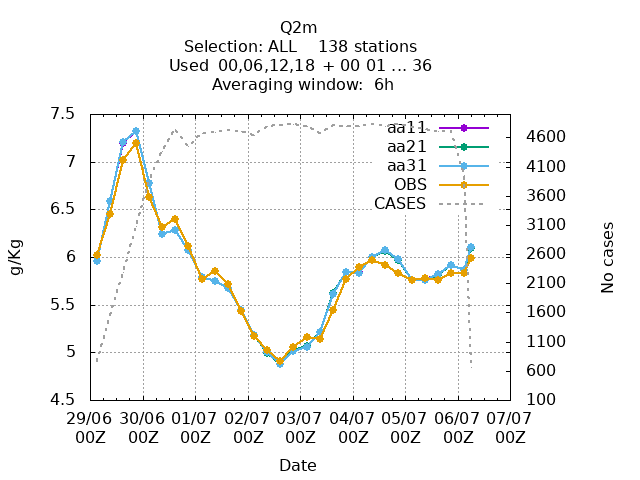 Q2m
Selection: ALL    138 stations
Used  00,06,12,18  + 00 01 ... 36
Averaging window:  6h
7.5
7
6.5
6
5.5
5
4.5
g/Kg
aa11
aa21
aa31
OBS
CASES
4600
4100
3600
3100
2600
2100
1600
1100
600
100
No cases
29/06 30/06 01/07 02/07 03/07 04/07 05/07 06/07 07/07
00Z 00Z 00Z 00Z 00Z 00Z 00Z 00Z 00Z
Date